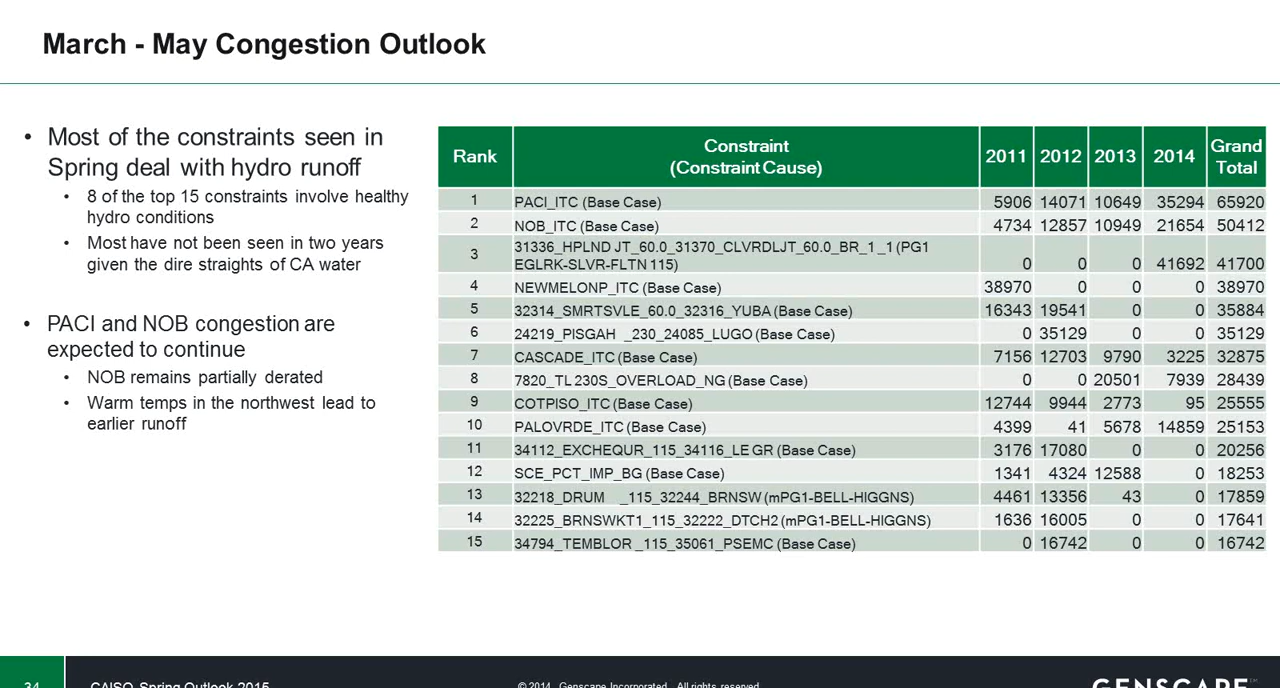 March - May Congestion Outlook
• Most of the constraints seen in
Spring deal with hydro runoff
• 8 of the top 15 constraints involve healthy
hydro conditions
• Most have not been seen in two years
given the dire straights of CA water
• PACI and NOB congestion are
expected to continue
• NOB remains partially derated
• Warm temps in the northwest lead to
earlier runoff
Rank Constraint (Constraint Cause) 2011 2012 2013 2014 Grand Total
1 PACI_ITC (Base Case) 5906 14071 10649 35294 65920
2 NOB_ITC (Base Case) 4734 12857 10949 21654 50412
3 31336_HPLND JT_60.0_31370_CLVRDLJT_60.0_BR_1_1 (PG1
EGLRK-SLVR-FLTN 115) 0 0 0 41692 41700
4 NEWMELONP_ITC (Base Case) 38970 0 0 0 38970
5 32314_SMRTSVLE_60.0_32316_YUBA (Base Case) 16343 19541 0 0 35884
6 24219_PISGAH _230_24085_LUGO (Base Case) 0 35129 0 0 35129
7 CASCADE_ITC (Base Case) 7156 12703 9790 3225 32875
8 7820_TL 230S_OVERLOAD_NG (Base Case) 0 0 20501 7939 28439
9 COTPISO_ITC (Base Case) 12744 9944 2773 95 25555
10 PALOVRDE_ITC (Base Case) 4399 41 5678 14859 25153
11 34112_EXCHEQUR_115_34116_LE GR (Base Case) 3176 17080 0 0 20256
12 SCE_PCT_IMP_BG (Base Case) 1341 4324 12588 0 18253
13 32218_DRUM _115_32244_BRNSW (mPG1-BELL-HIGGNS) 4461 13356 43 0 17859
14 32225_BRNSWKT1_115_32222_DTCH2 (mPG1-BELL-HIGGNS) 1636 16005 0 0 17641
15 34794_TEMBLOR _115_35061_PSEMC (Base Case) 0 16742 0 0 16742
34 CAISO Spring Outlook 2015 © 2014 Genscape Incorporated. All rights reserved. GENSCAPE™